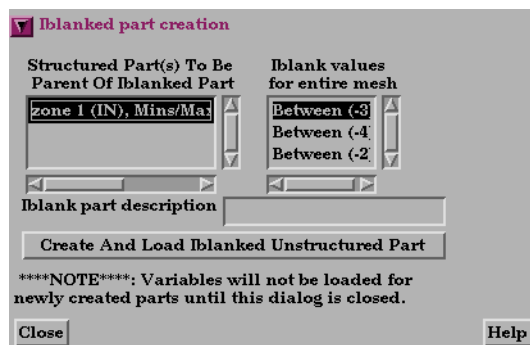 Iblanked part creation
Structured Part(s) To Be
Parent Of Iblanked Part
Iblank values
for entire mesh
zone 1 (IN), Mins/Max
Between (-3)
Between (-4)
Between (-2)
Iblank part description
Create And Load Iblanked Unstructured Part
****NOTE****: Variables will not be loaded for
newly created parts until this dialog is closed.
Close
Help